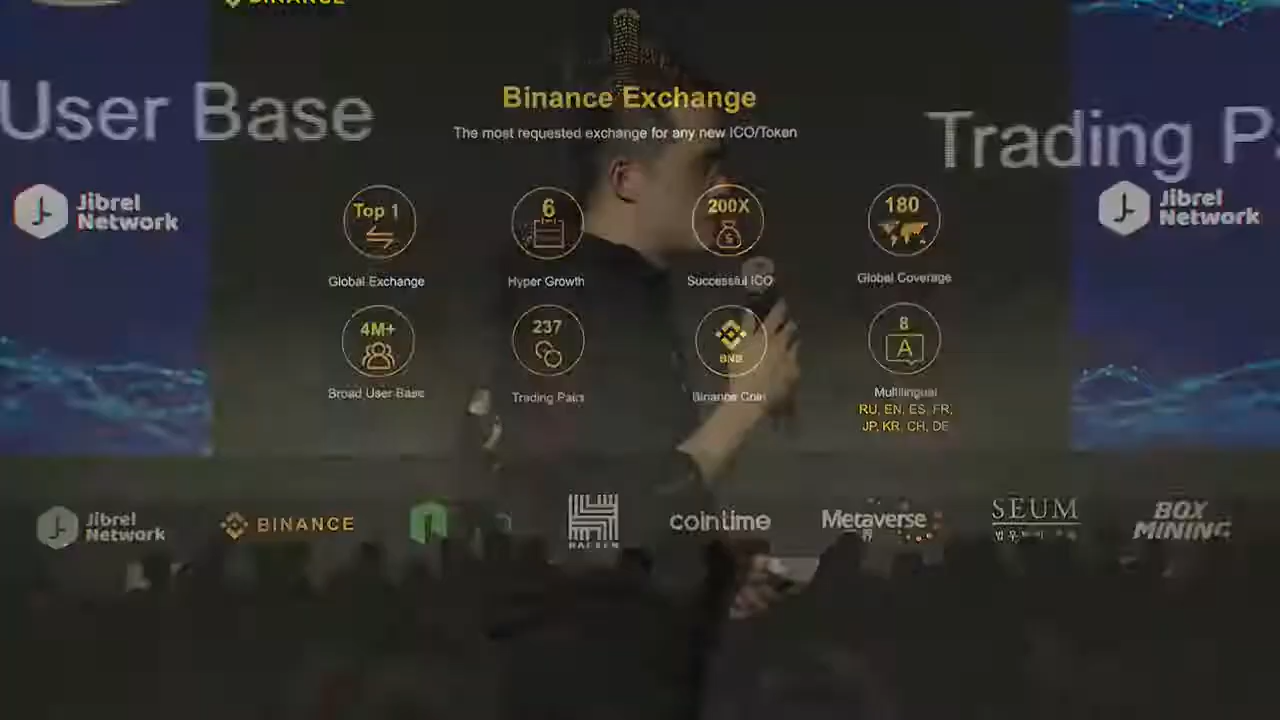 BINANCE
User Base
Trading
Binance Exchange
The most requested exchange for any new ICO/Token
Jibrel
Network
Jibrel
Network
Top 1
Global Exchange
6
Hyper Growth
200X
Successful ICO
180
Global Coverage
4M+
Broad User Base
237
Trading Pairs
BNB
Binance Coin
8
A
Multilingual
RU, EN, ES, FR,
JP, KR, CH, DE
Jibrel
Network
BINANCE
cointime
Metaverse
SEUM
BOX
MINING